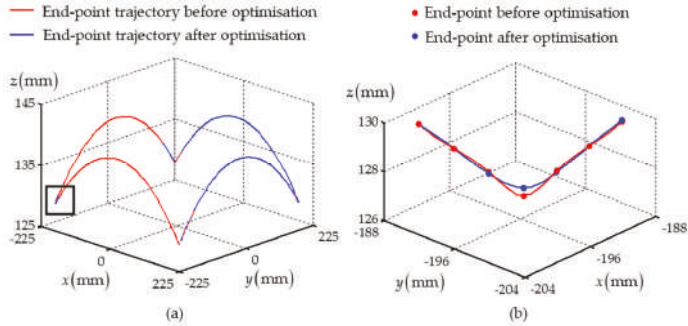 End-point trajectory before optimisation
End-point trajectory after optimisation
End-point before optimisation
End-point after optimisation
z(mm)
145
135
125
-225
0
225
x(mm)
-225
0
225
y(mm)
(a)
z(mm)
130
128
126
-188
-196
-204
y(mm)
-204
-196
-188
x(mm)
(b)